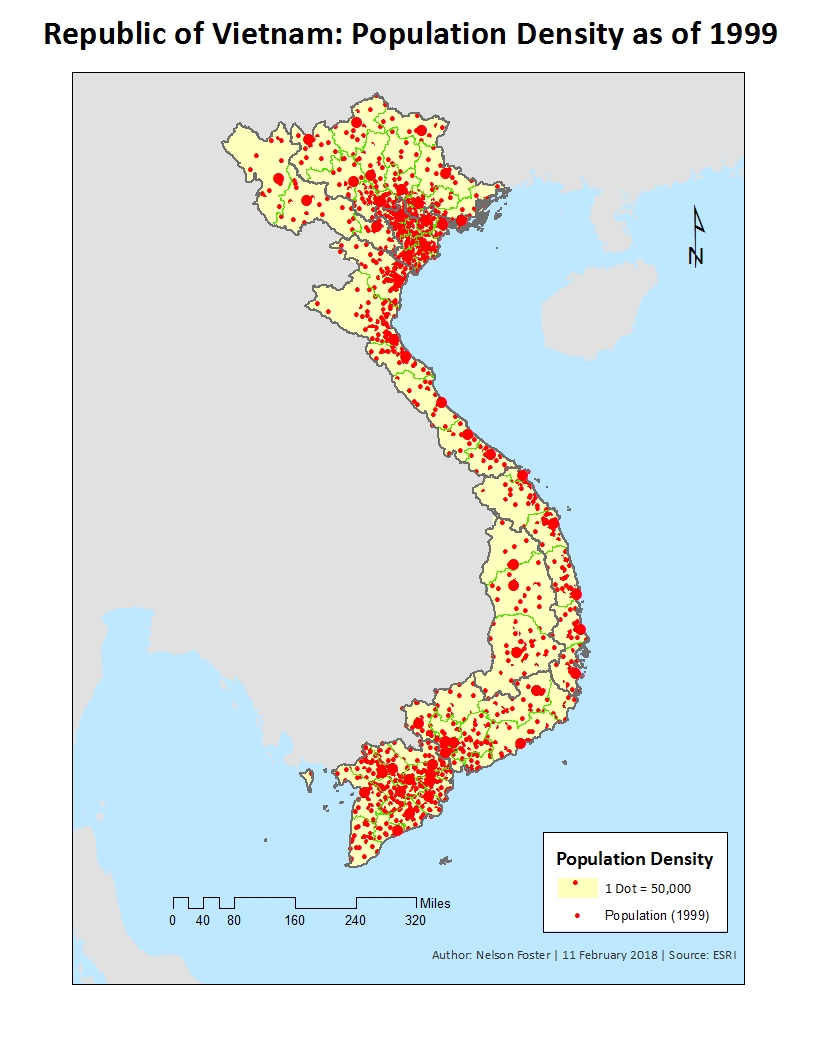 Republic of Vietnam: Population Density as of 1999
N
Population Density
1 Dot = 50,000
Population (1999)
Miles
0 40 80 160 240 320
Author: Nelson Foster | 11 February 2018 | Source: ESRI